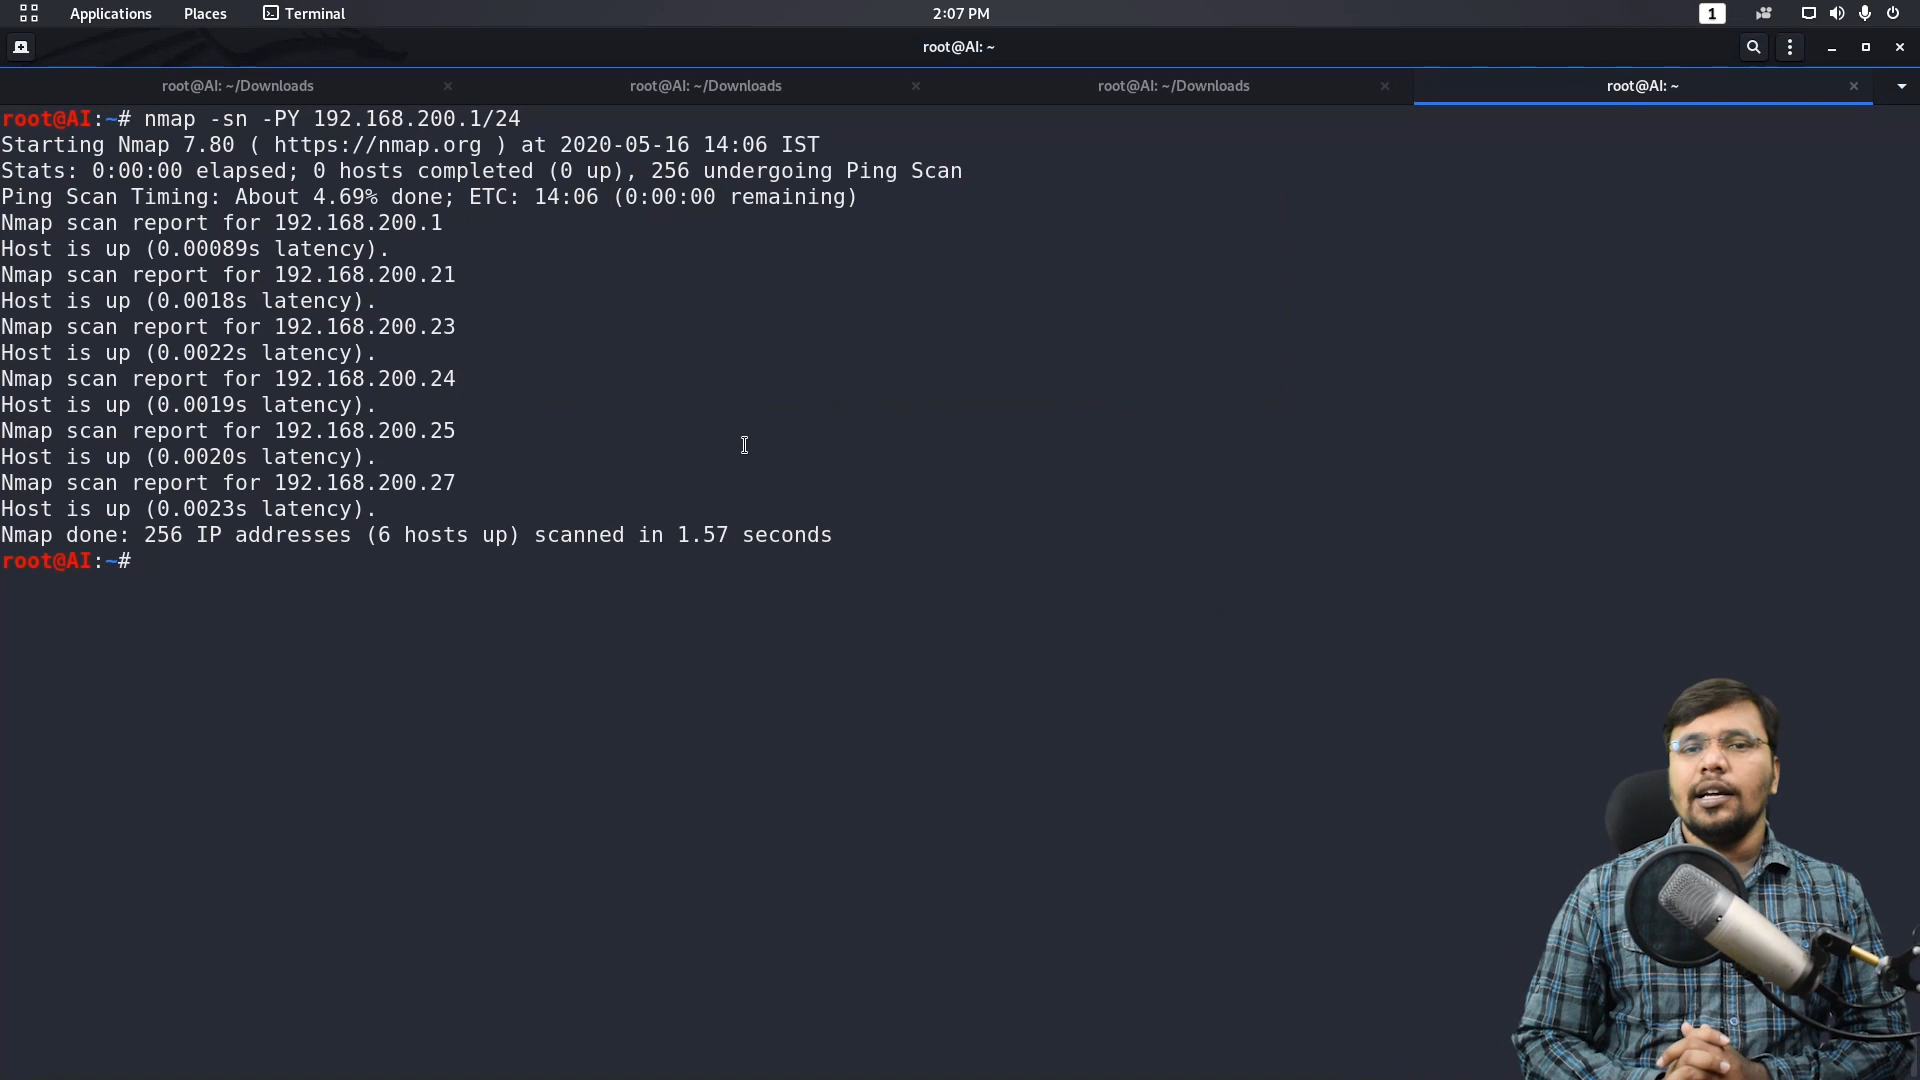 Applications Places Terminal 2:07 PM 1
root@AI: ~
root@AI: ~/Downloads root@AI: ~/Downloads root@AI: ~/Downloads root@AI: ~
root@AI:~# nmap -sn -PY 192.168.200.1/24
Starting Nmap 7.80 ( https://nmap.org ) at 2020-05-16 14:06 IST
Stats: 0:00:00 elapsed; 0 hosts completed (0 up), 256 undergoing Ping Scan
Ping Scan Timing: About 4.69% done; ETC: 14:06 (0:00:00 remaining)
Nmap scan report for 192.168.200.1
Host is up (0.00089s latency).
Nmap scan report for 192.168.200.21
Host is up (0.0018s latency).
Nmap scan report for 192.168.200.23
Host is up (0.0022s latency).
Nmap scan report for 192.168.200.24
Host is up (0.0019s latency).
Nmap scan report for 192.168.200.25
Host is up (0.0020s latency).
Nmap scan report for 192.168.200.27
Host is up (0.0023s latency).
Nmap done: 256 IP addresses (6 hosts up) scanned in 1.57 seconds
root@AI:~#